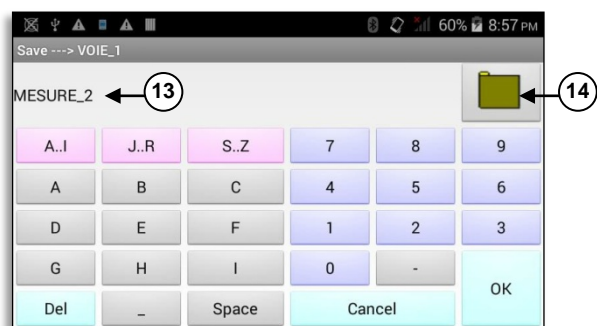 60% 8:57 PM
Save ---> VOIE_1
MESURE_2 13 14
A..I J..R S..Z 7 8 9
A B C 4 5 6
D E F 1 2 3
G H I 0 -
OK
Del _ Space Cancel